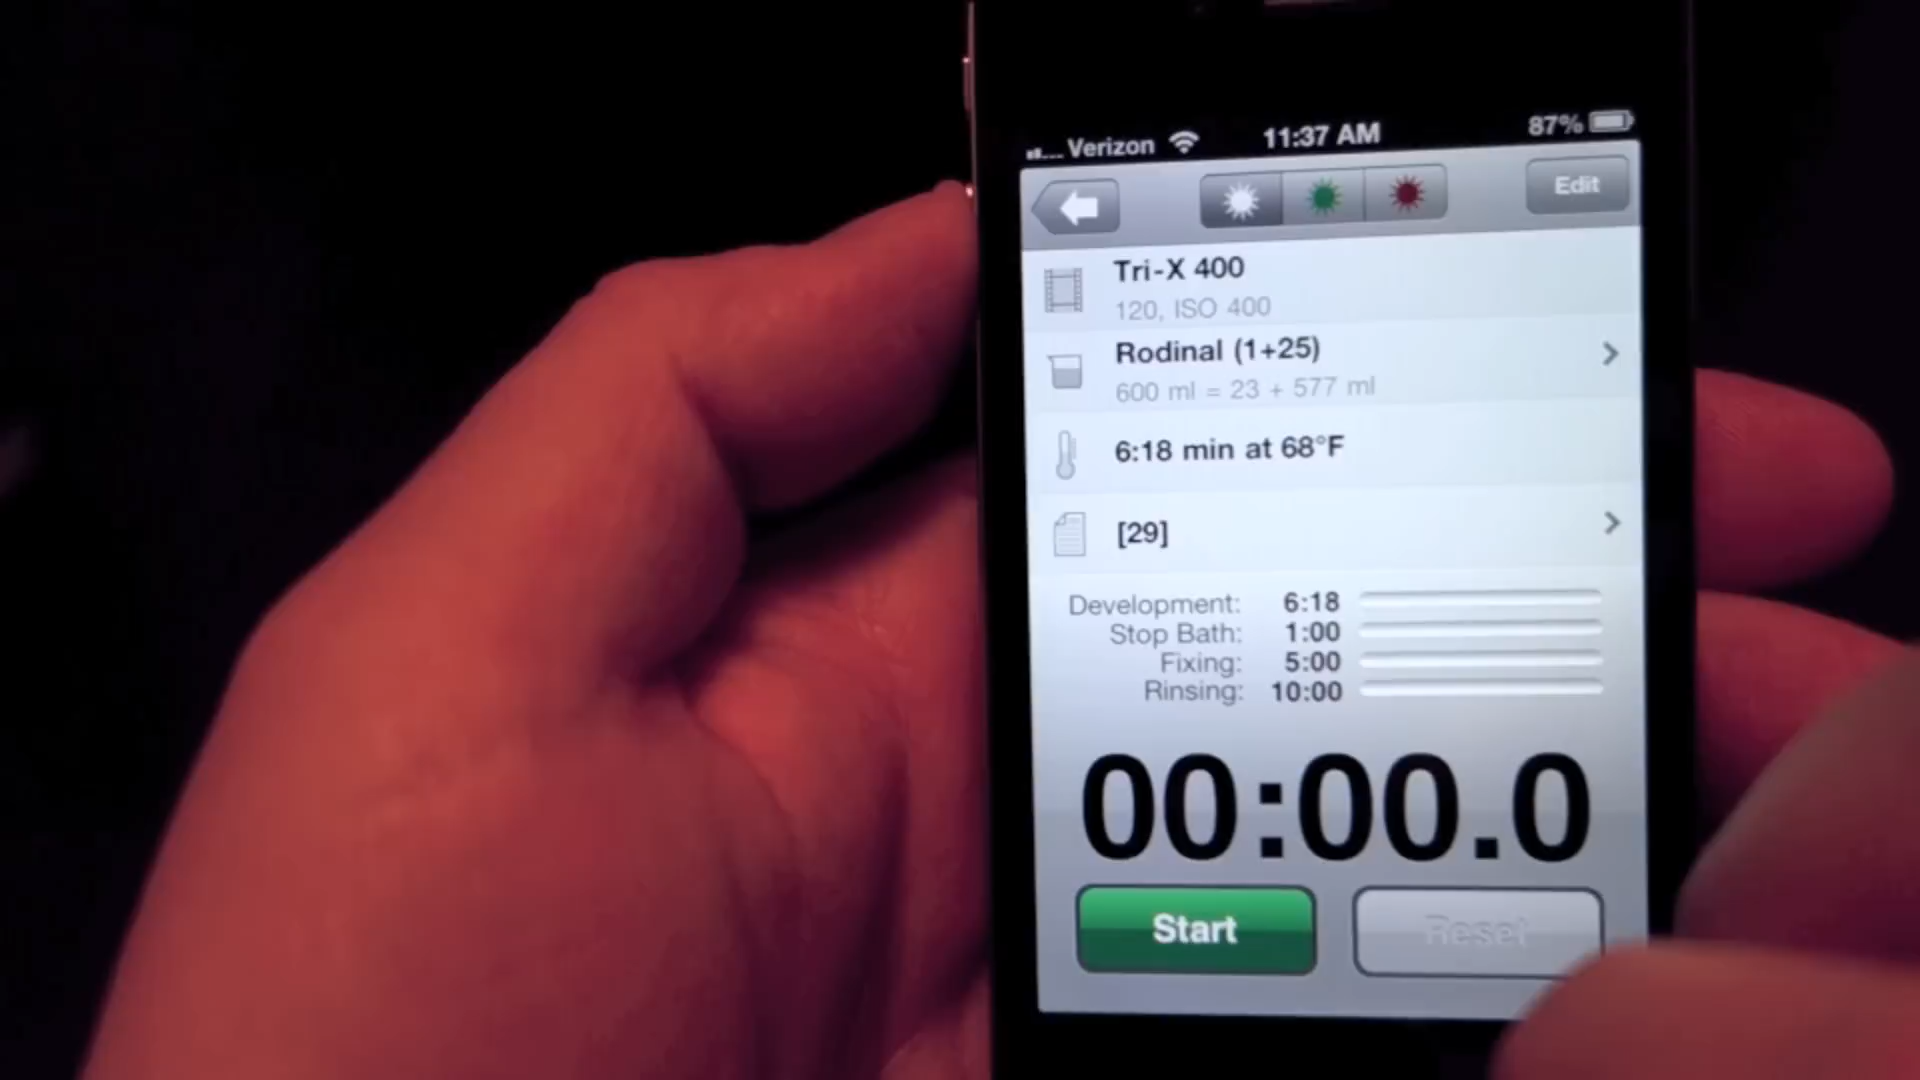 Verizon 11:37 AM 87%
Edit
Tri-X 400
120, ISO 400
Rodinal (1+25)
600 ml = 23 + 577 ml
6:18 min at 68°F
[29]
Development: 6:18
Stop Bath: 1:00
Fixing: 5:00
Rinsing: 10:00
00:00.0
Start Reset